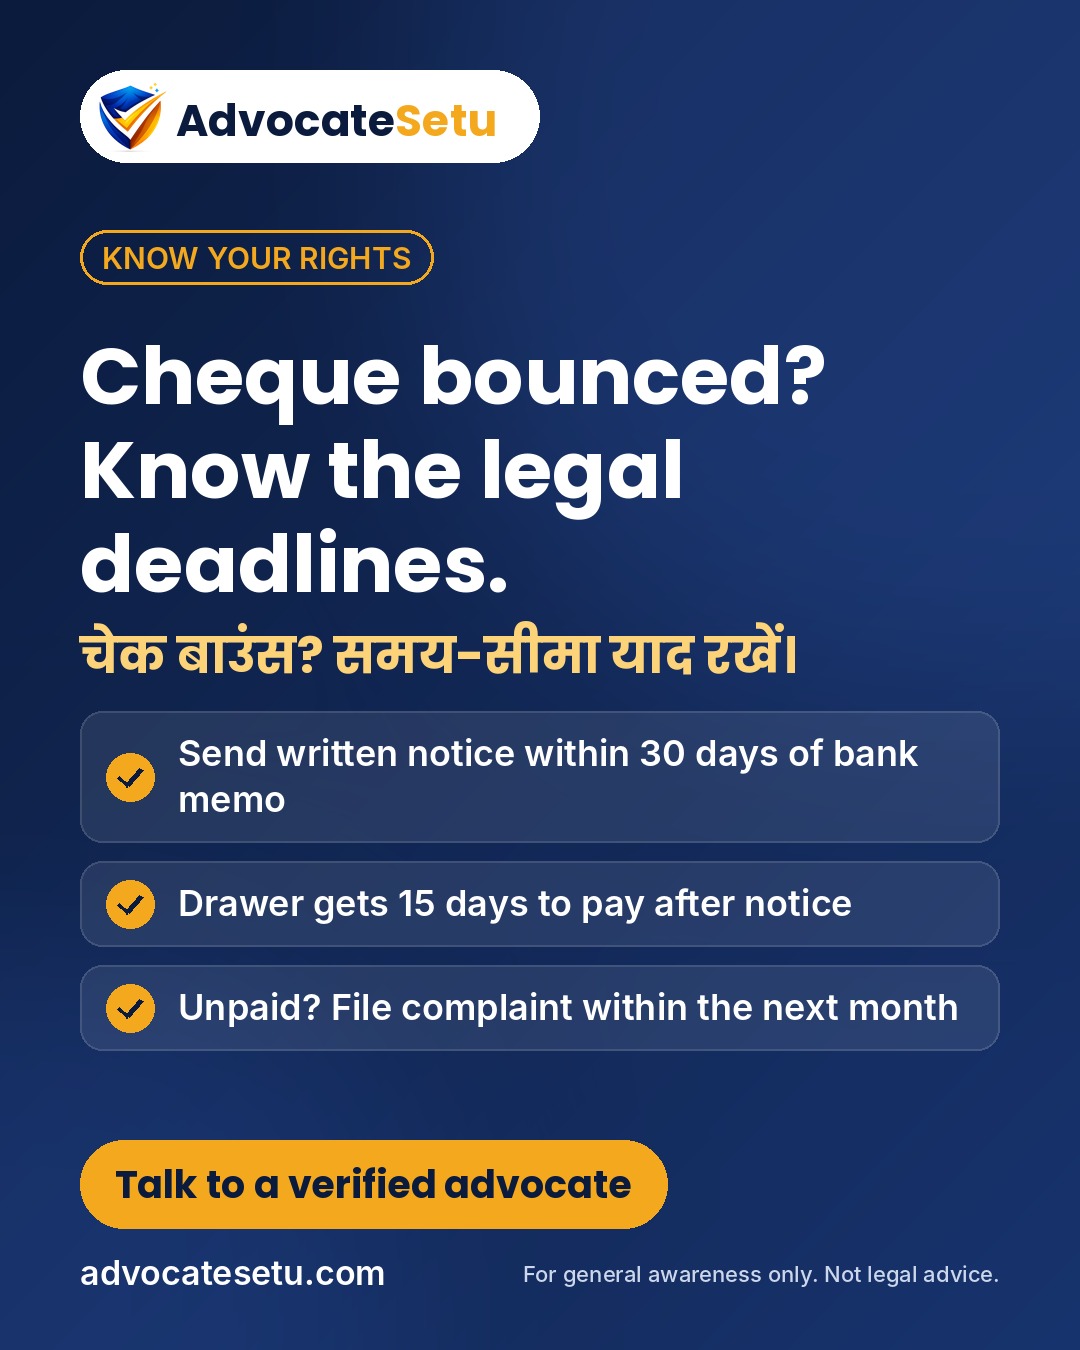 AdvocateSetu
KNOW YOUR RIGHTS
Cheque bounced?
Know the legal
deadlines.
चेक बाउंस? समय-सीमा याद रखें।
Send written notice within 30 days of bank
memo
Drawer gets 15 days to pay after notice
Unpaid? File complaint within the next month
Talk to a verified advocate
advocatesetu.com
For general awareness only. Not legal advice.